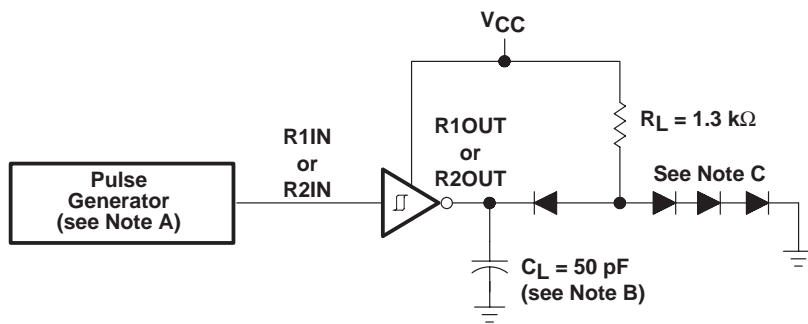 VCC
R1IN
or
R2IN
R1OUT
or
R2OUT
RL = 1.3 kΩ
See Note C
Pulse
Generator
(see Note A)
CL = 50 pF
(see Note B)